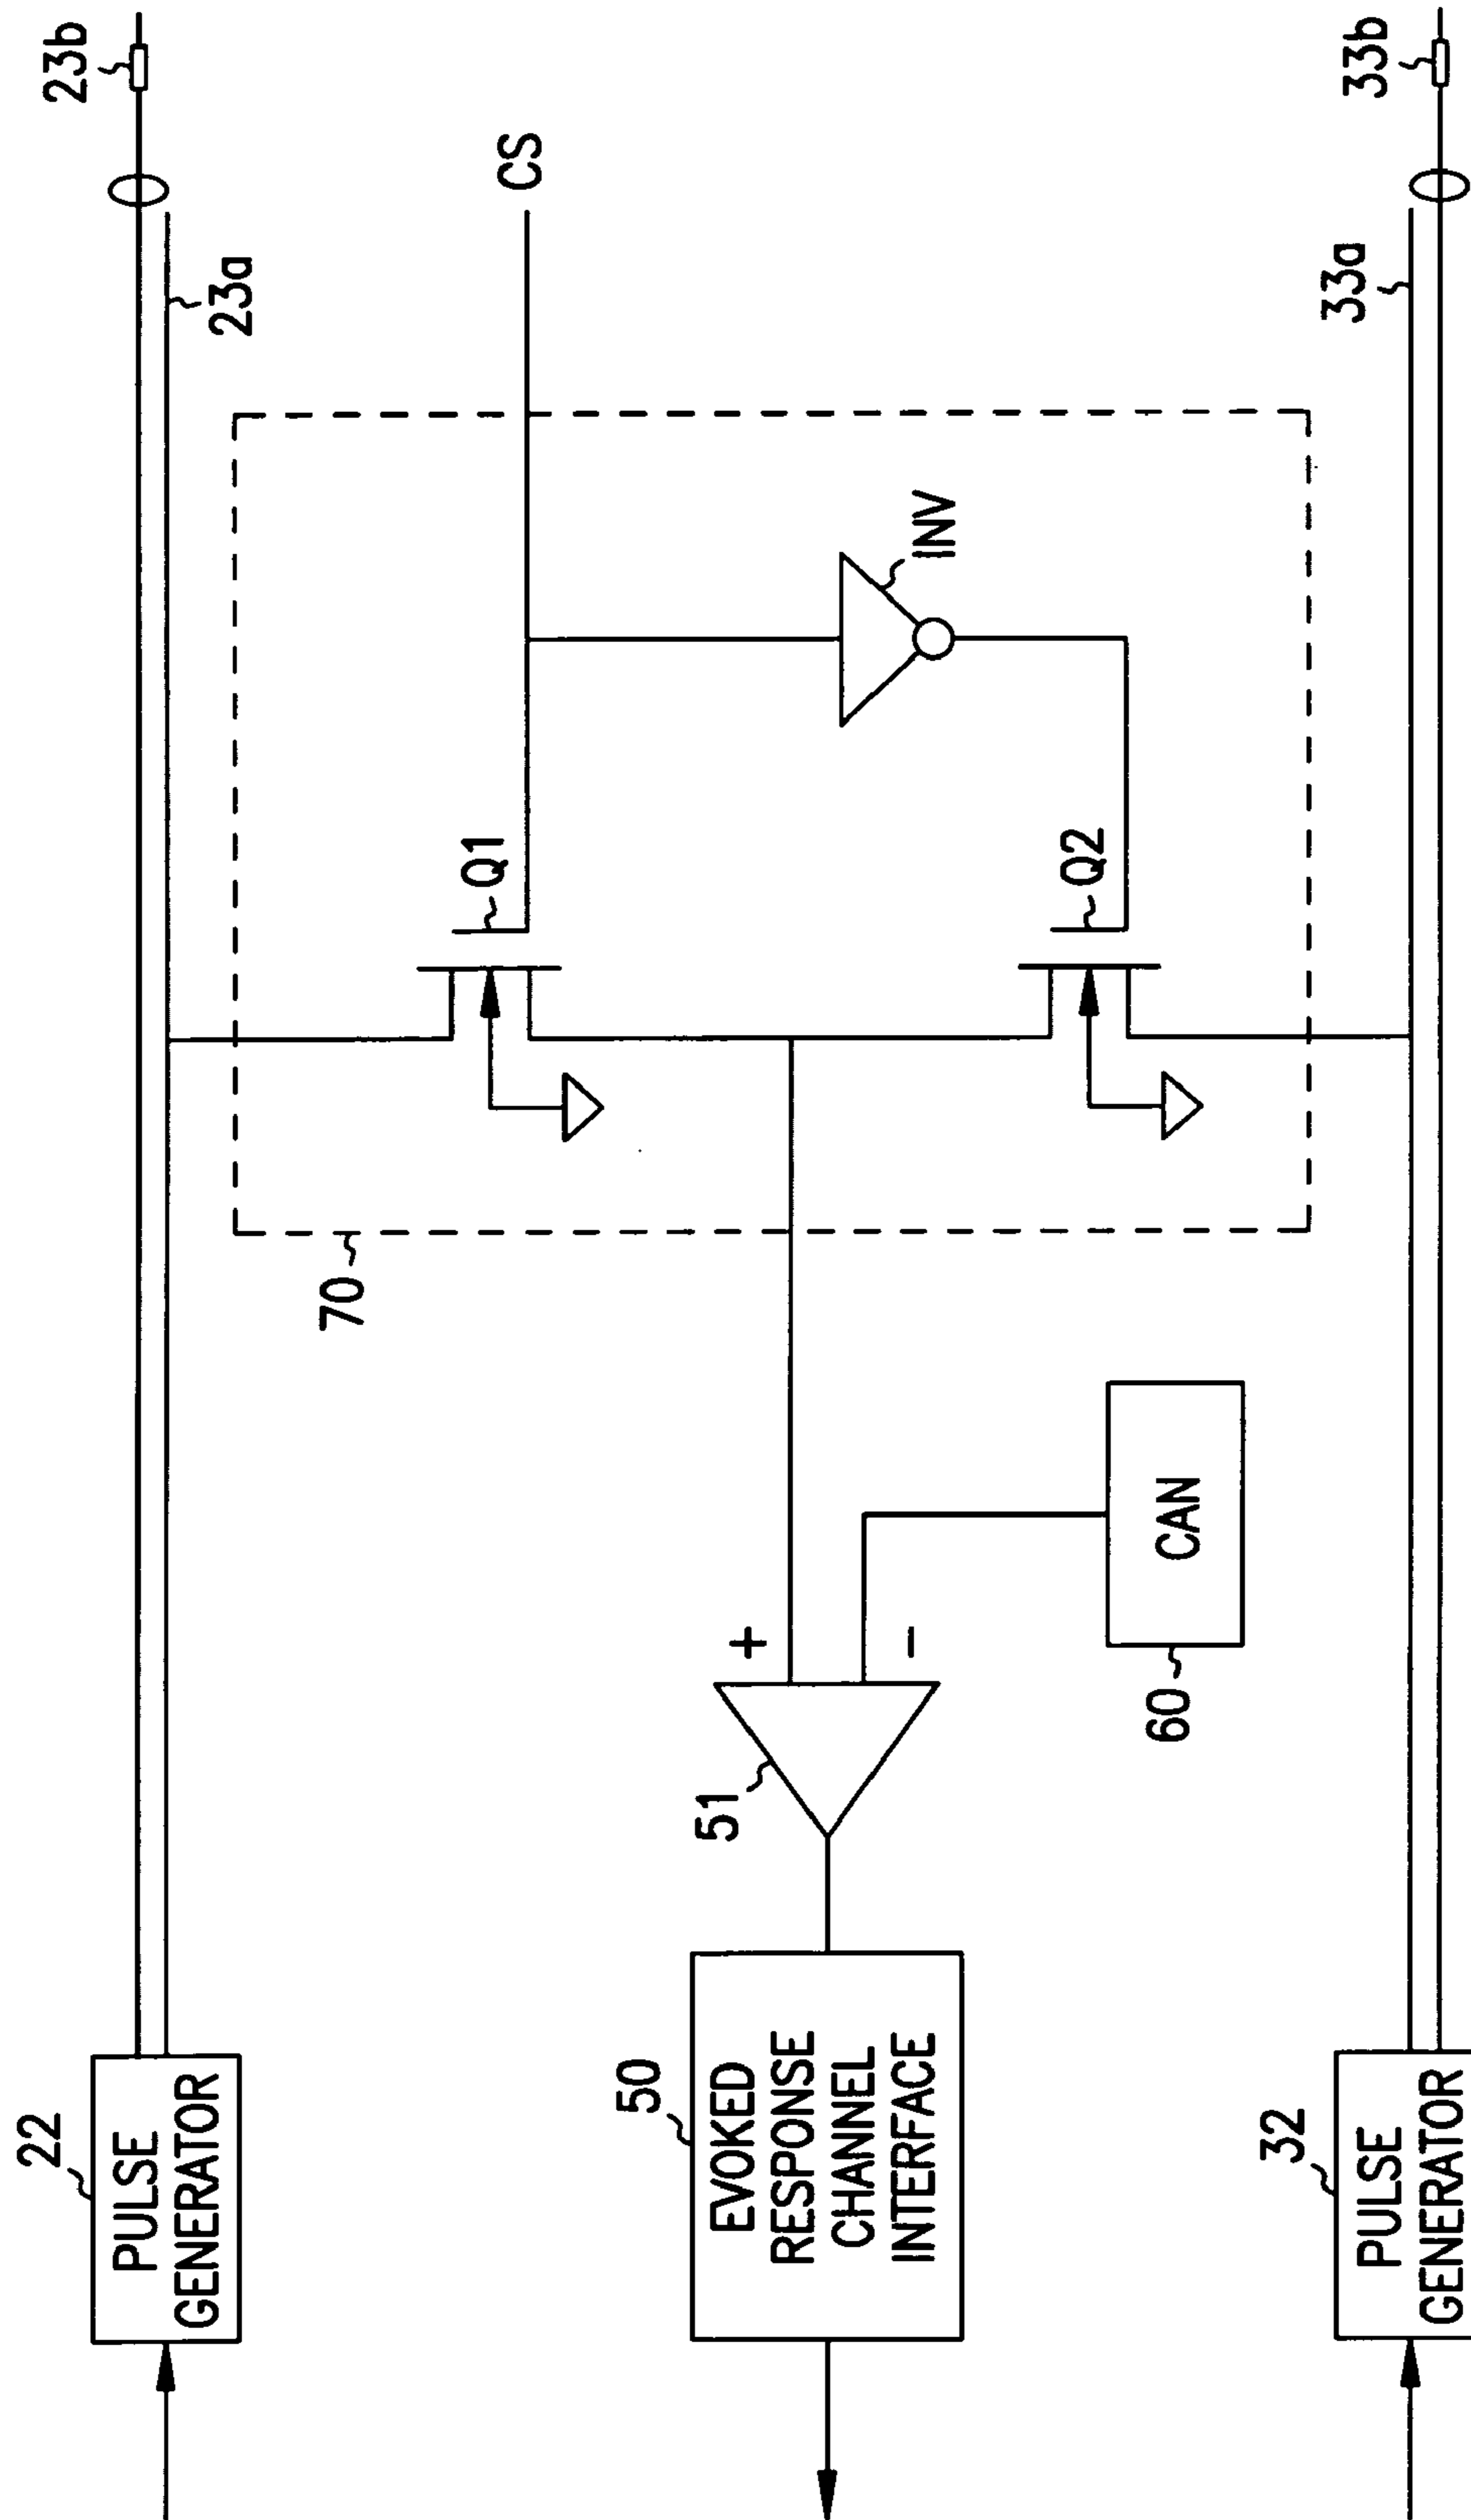 22
PULSE
GENERATOR
23a
23b
70
Q1
CS
INV
Q2
50
EVOKED
RESPONSE
CHANNEL
INTERFACE
51
+
−
60
CAN
32
PULSE
GENERATOR
33a
33b